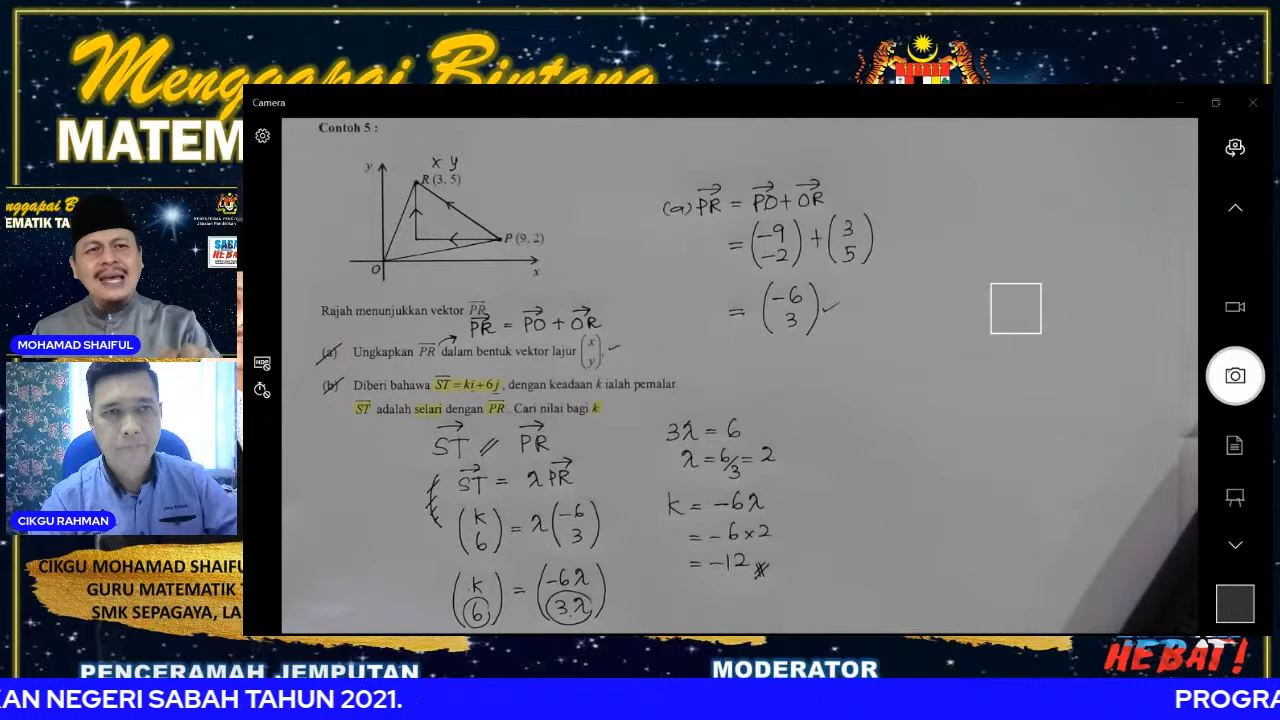 Menggapai Bintang
MATEM
Camera
Contoh 5 :
y
x y
R (3, 5)
P (9, 2)
O
x
Rajah menunjukkan vektor PR
PR = PO + OR
(a) Ungkapkan PR dalam bentuk vektor lajur (x y).
(b) Diberi bahawa ST = ki + 6j, dengan keadaan k ialah pemalar
ST adalah selari dengan PR. Cari nilai bagi k
ST // PR
ST = λPR
(k 6) = λ(-6 3)
(k 6) = (-6λ 3λ)
(a) PR = PO + OR
= (-9 -2) + (3 5)
= (-6 3)
3λ = 6
λ = 6/3 = 2
k = -6λ
= -6 × 2
= -12
nggapai B
EMATIK TA
MOHAMAD SHAIFUL
CIKGU RAHMAN
CIKGU MOHAMAD SHAIFU
GURU MATEMATIK
SMK SEPAGAYA, LA
PENCERAMAH JEMPUTAN
MODERATOR
HEBAT!
KAN NEGERI SABAH TAHUN 2021.
PROGRA